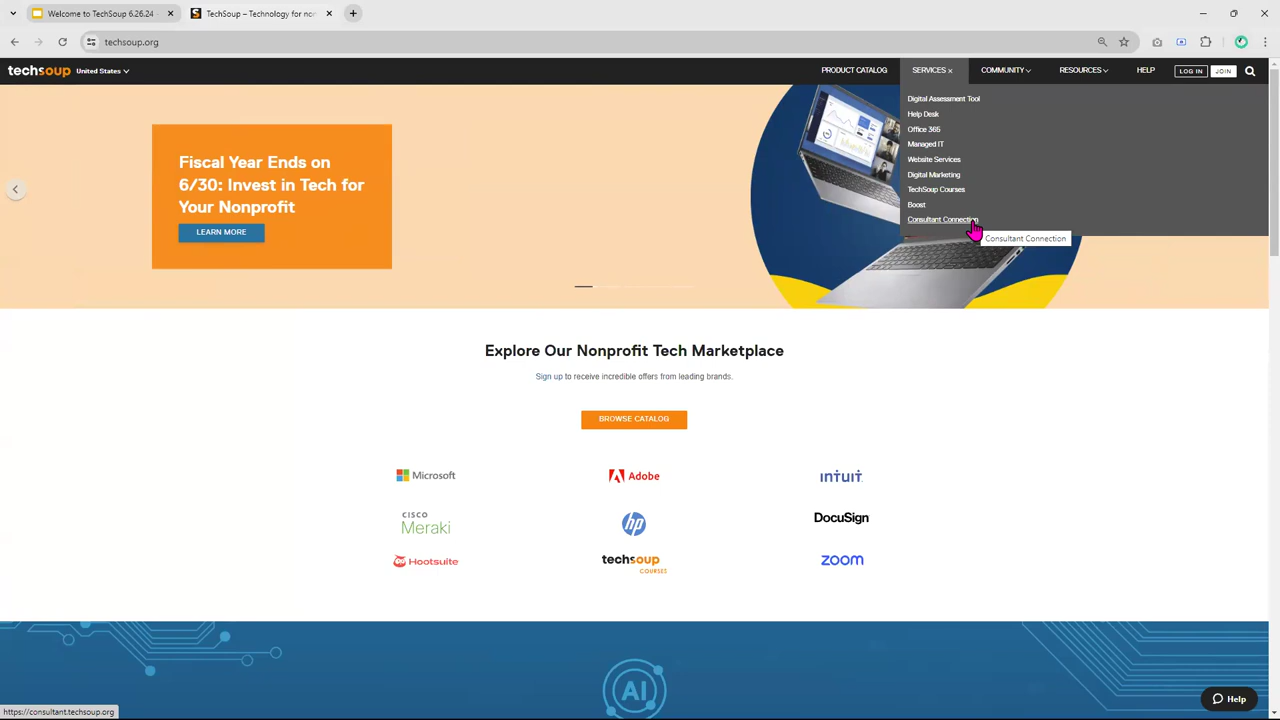 Welcome to TechSoup 6.26.24 -
TechSoup – Technology for non
techsoup.org
techsoup
United States
PRODUCT CATALOG
SERVICES
COMMUNITY
RESOURCES
HELP
LOG IN
JOIN
Digital Assessment Tool
Help Desk
Office 365
Managed IT
Website Services
Digital Marketing
TechSoup Courses
Boost
Consultant Connection
Consultant Connection
Fiscal Year Ends on
6/30: Invest in Tech for
Your Nonprofit
LEARN MORE
Explore Our Nonprofit Tech Marketplace
Sign up to receive incredible offers from leading brands.
BROWSE CATALOG
Microsoft
Adobe
INTUIT
CISCO
Meraki
hp
DocuSign
Hootsuite
techsoup
COURSES
zoom
AI
Help
https://consultant.techsoup.org